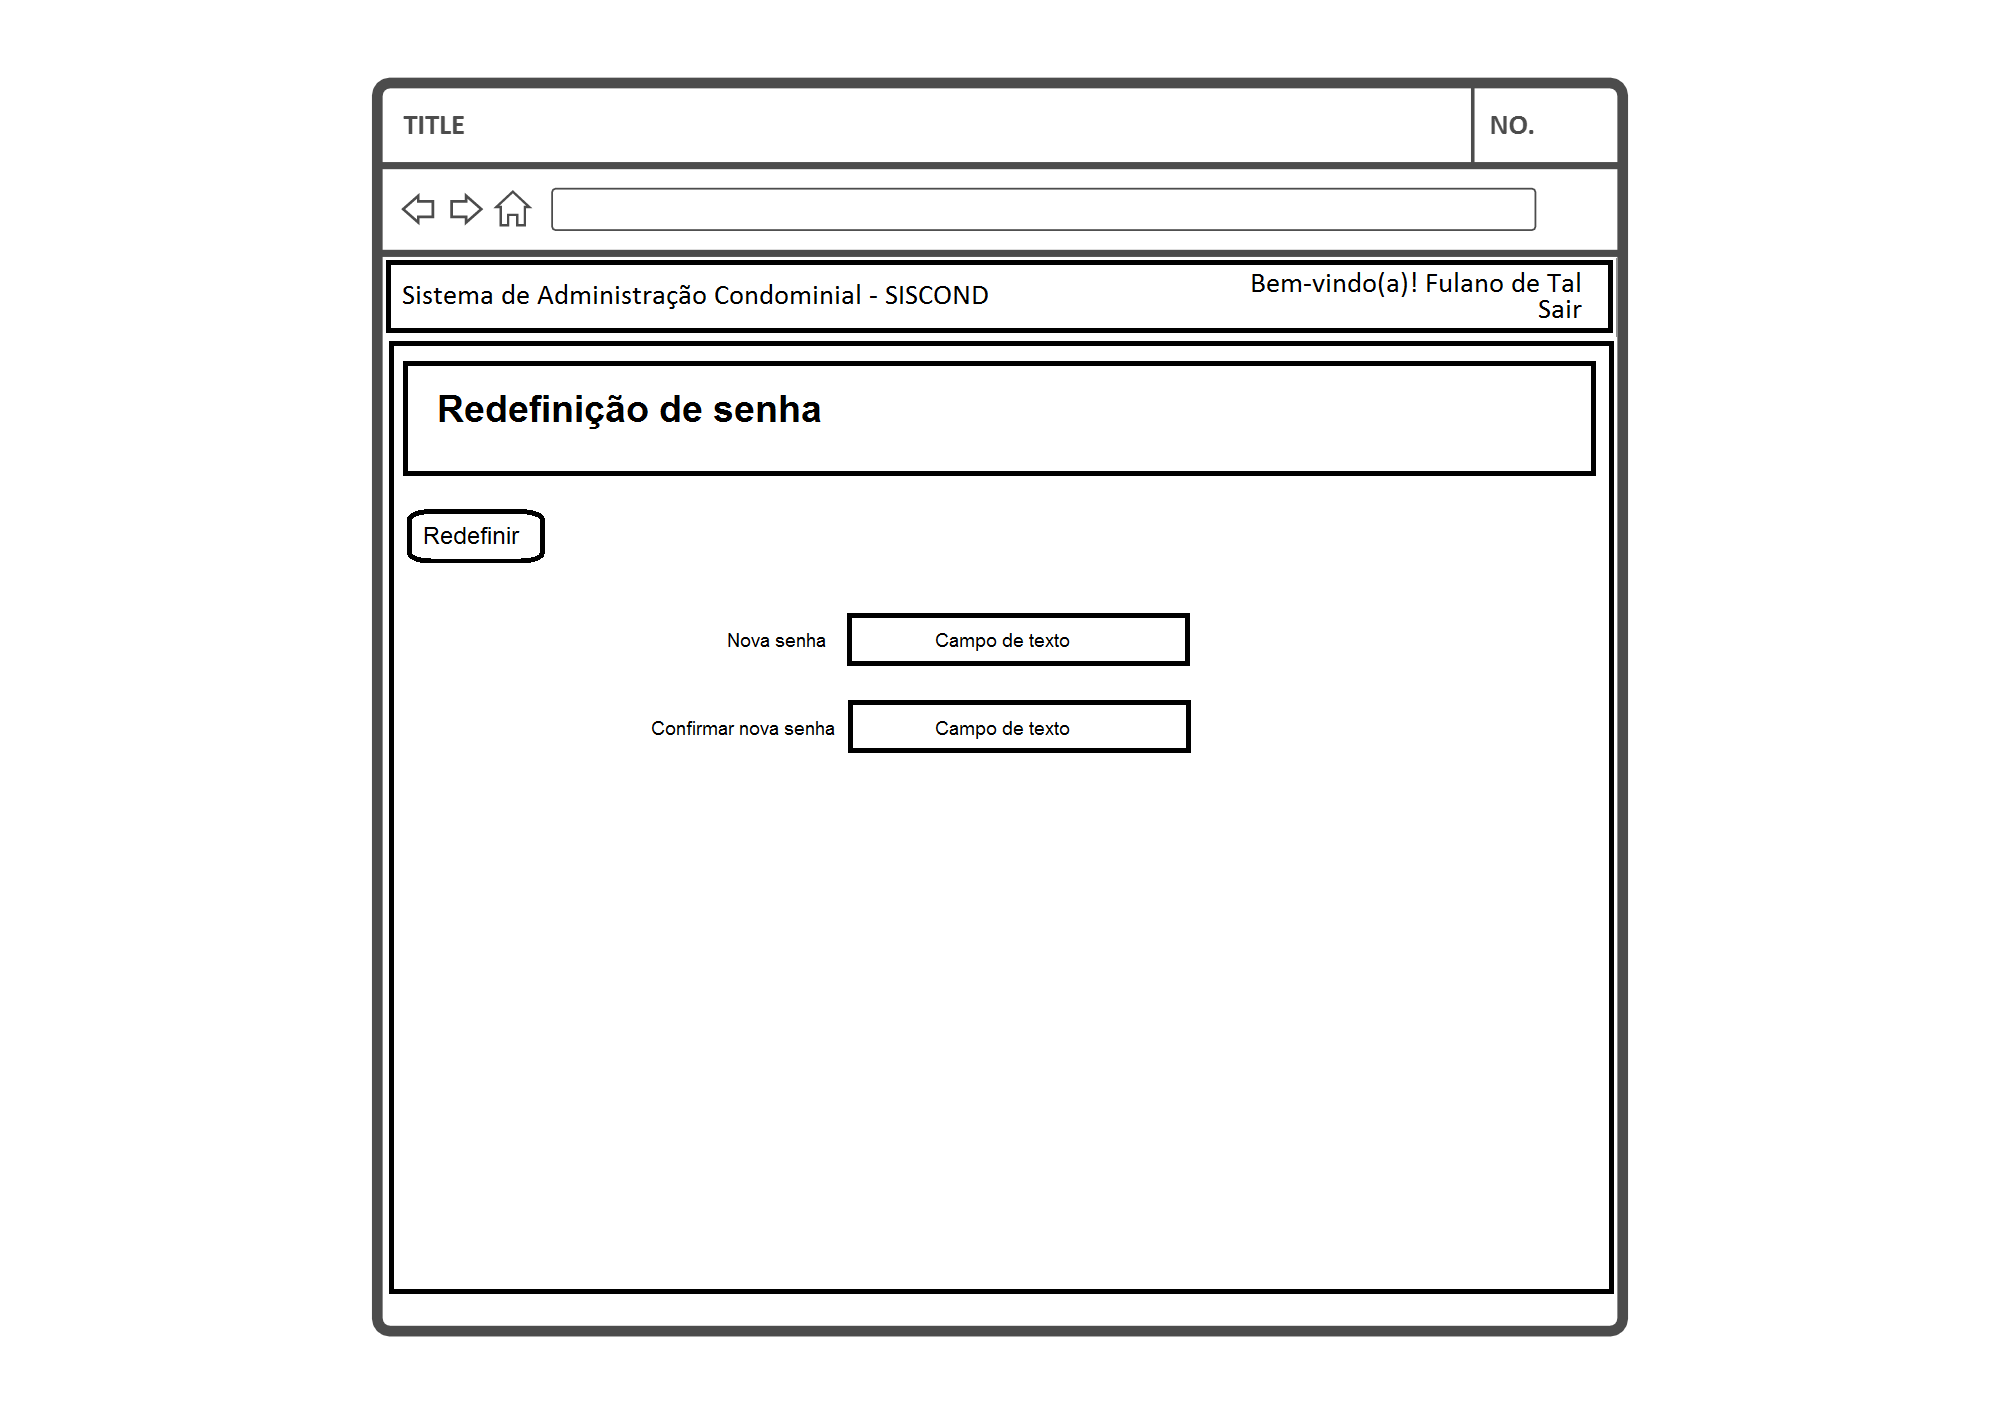 TITLE
NO.
Sistema de Administração Condominial - SISCOND
Bem-vindo(a)! Fulano de Tal
Sair
Redefinição de senha
Redefinir
Nova senha
Campo de texto
Confirmar nova senha
Campo de texto